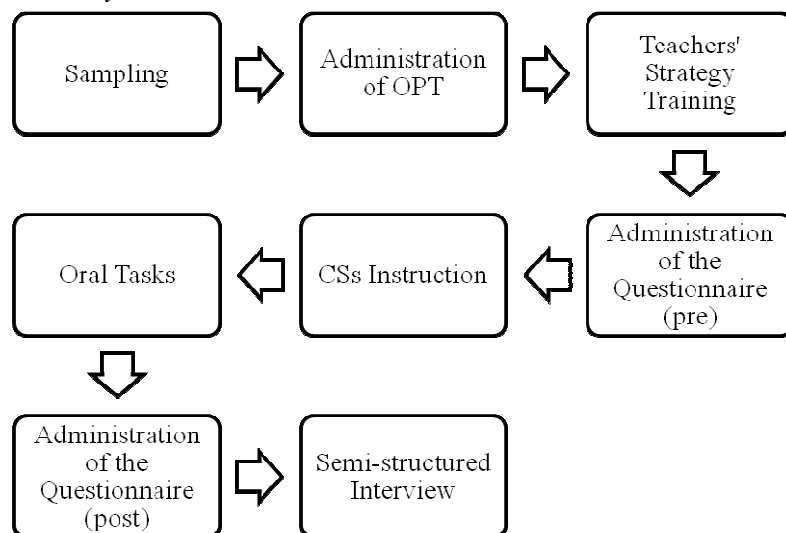 Sampling
Administration
of OPT
Teachers'
Strategy
Training
Administration
of the
Questionnaire
(pre)
CSs Instruction
Oral Tasks
Administration
of the
Questionnaire
(post)
Semi-structured
Interview